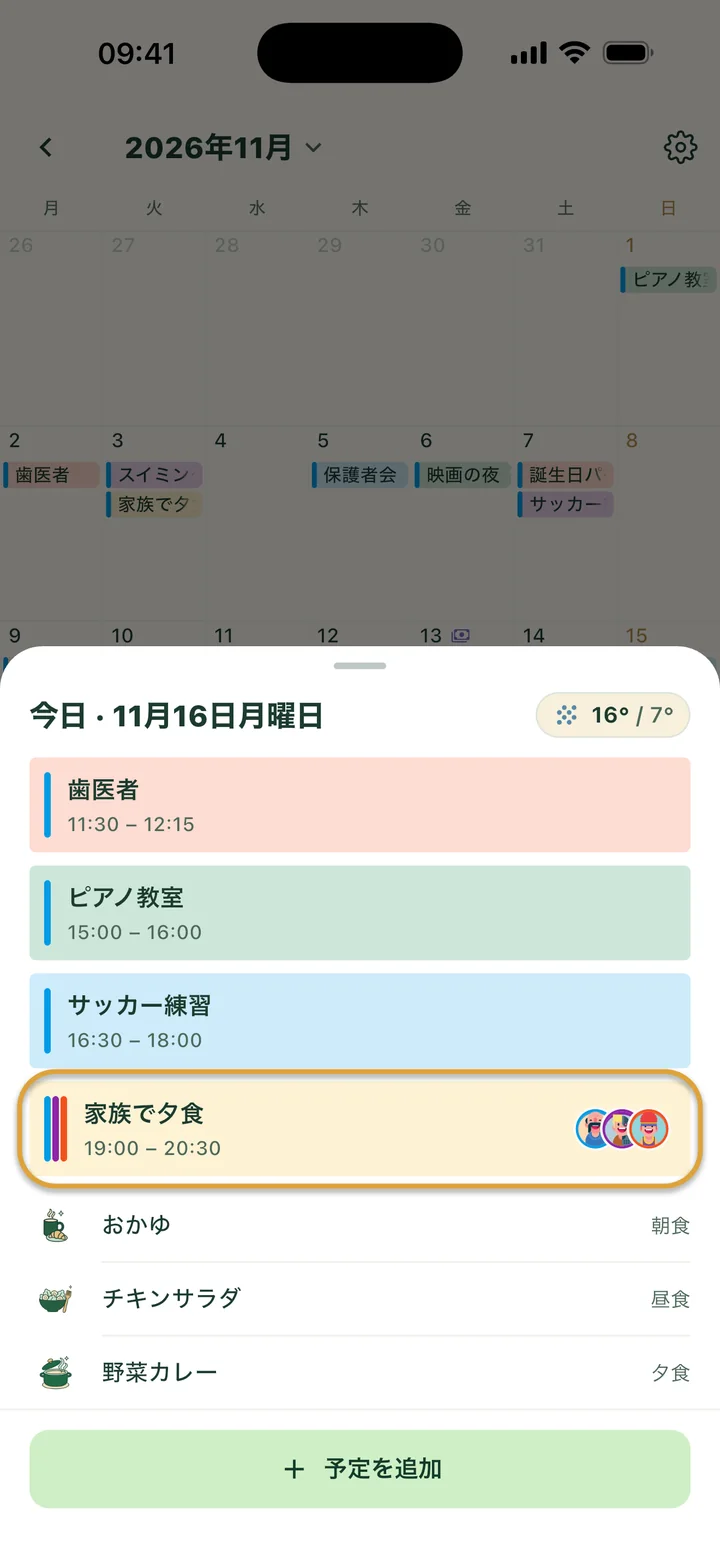 09:41
2026年11月
月 火 水 木 金 土 日
26 27 28 29 30 31 1
ピアノ教
2 3 4 5 6 7 8
歯医者 スイミン 保護者会 映画の夜 誕生日パ
家族で夕 サッカー
9 10 11 12 13 14 15
今日 · 11月16日月曜日
16° / 7°
歯医者
11:30 – 12:15
ピアノ教室
15:00 – 16:00
サッカー練習
16:30 – 18:00
家族で夕食
19:00 – 20:30
おかゆ 朝食
チキンサラダ 昼食
野菜カレー 夕食
+ 予定を追加